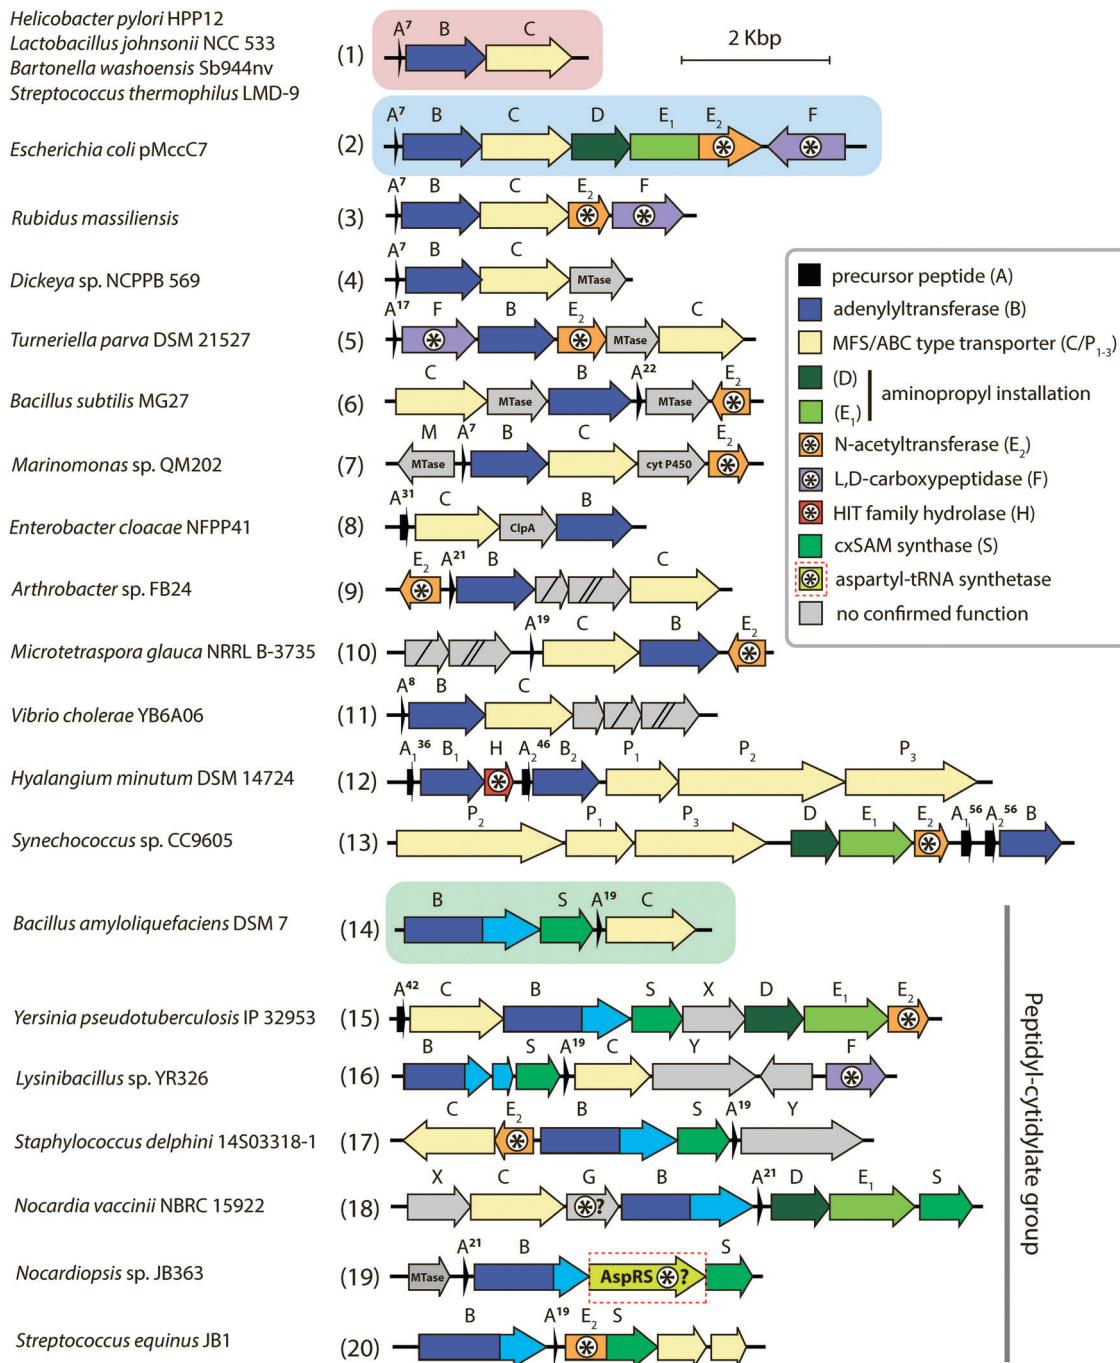 Helicobacter pylori HPP12
Lactobacillus johnsonii NCC 533
Bartonella washoensis Sb944nv
Streptococcus thermophilus LMD-9
(1)
A7 B C
2 Kbp
Escherichia coli pMccC7
(2)
A7 B C D E1 E2 F
Rubidus massiliensis
(3)
A7 B C E2 F
Dickeya sp. NCPPB 569
(4)
A7 B C
MTase
Turneriella parva DSM 21527
(5)
A17 F B E2 C
MTase
Bacillus subtilis MG27
(6)
C B A22 E2
MTase MTase
Marinomonas sp. QM202
(7)
M A7 B C E2
MTase cyt P450
Enterobacter cloacae NFPP41
(8)
A31 C B
ClpA
Arthrobacter sp. FB24
(9)
E2 A21 B C
Microtetraspora glauca NRRL B-3735
(10)
A19 C B E2
Vibrio cholerae YB6A06
(11)
A8 B C
Hyalangium minutum DSM 14724
(12)
A1 36 B1 H A2 46 B2 P1 P2 P3
Synechococcus sp. CC9605
(13)
P2 P1 P3 D E1 E2 A1 56 A2 56 B
precursor peptide (A)
adenylyltransferase (B)
MFS/ABC type transporter (C/P1-3)
(D)
aminopropyl installation
(E1)
N-acetyltransferase (E2)
L,D-carboxypeptidase (F)
HIT family hydrolase (H)
cxSAM synthase (S)
aspartyl-tRNA synthetase
no confirmed function
Bacillus amyloliquefaciens DSM 7
(14)
B S A19 C
Yersinia pseudotuberculosis IP 32953
(15)
A42 C B S X D E1 E2
Lysinibacillus sp. YR326
(16)
B S A19 C Y F
Staphylococcus delphini 14S03318-1
(17)
C E2 B S A19 Y
Nocardia vaccinii NBRC 15922
(18)
X C G B A21 D E1 S
?
Nocardiopsis sp. JB363
(19)
A21 B S
MTase AspRS ?
Streptococcus equinus JB1
(20)
B A19 E2 S
Peptidyl-cytidylate group